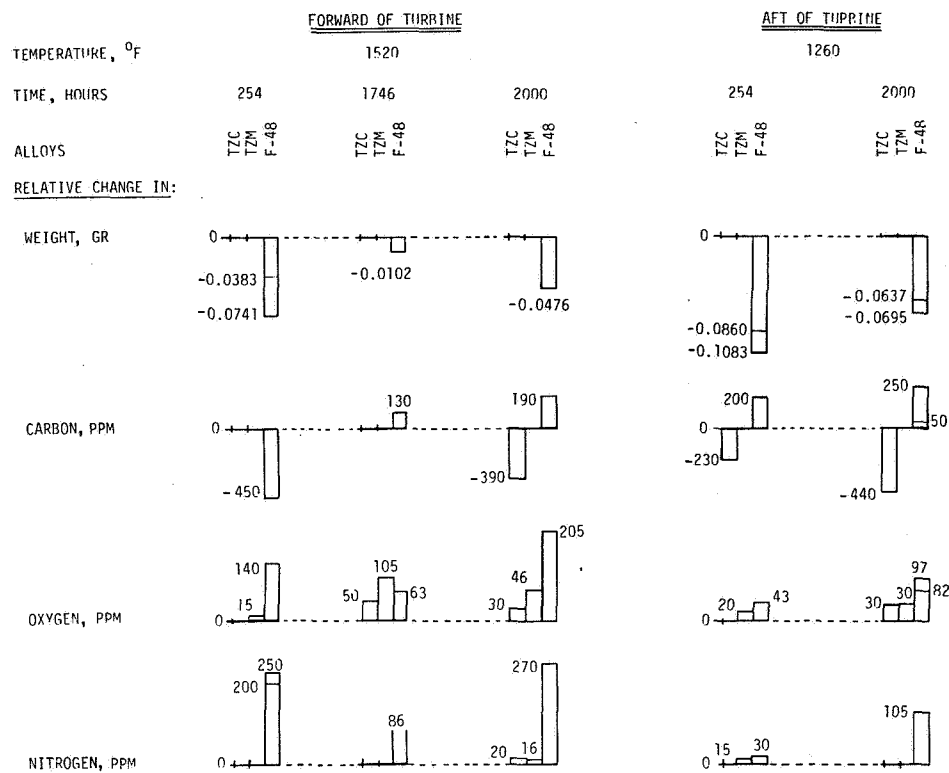 FORWARD OF TURBINE
AFT OF TUPRINE
TEMPERATURE, °F 1520 1260
TIME, HOURS 254 1746 2000 254 2000
ALLOYS TZC TZM F-48 TZC TZM F-48 TZC TZM F-48 TZC TZM F-48 TZC TZM F-48
RELATIVE CHANGE IN:
WEIGHT, GR 0 0
-0.0383 -0.0102 -0.0637
-0.0741 -0.0476 -0.0695
-0.0860
-0.1083
130 190 200 250
CARBON, PPM 0 0 50
-450 -390 -230 -440
140 15 50 105 63 30 46 205 20 43 30 30 97 82
OXYGEN, PPM 0 0
250 200 86 20 16 270 15 30 105
NITROGEN, PPM 0 0